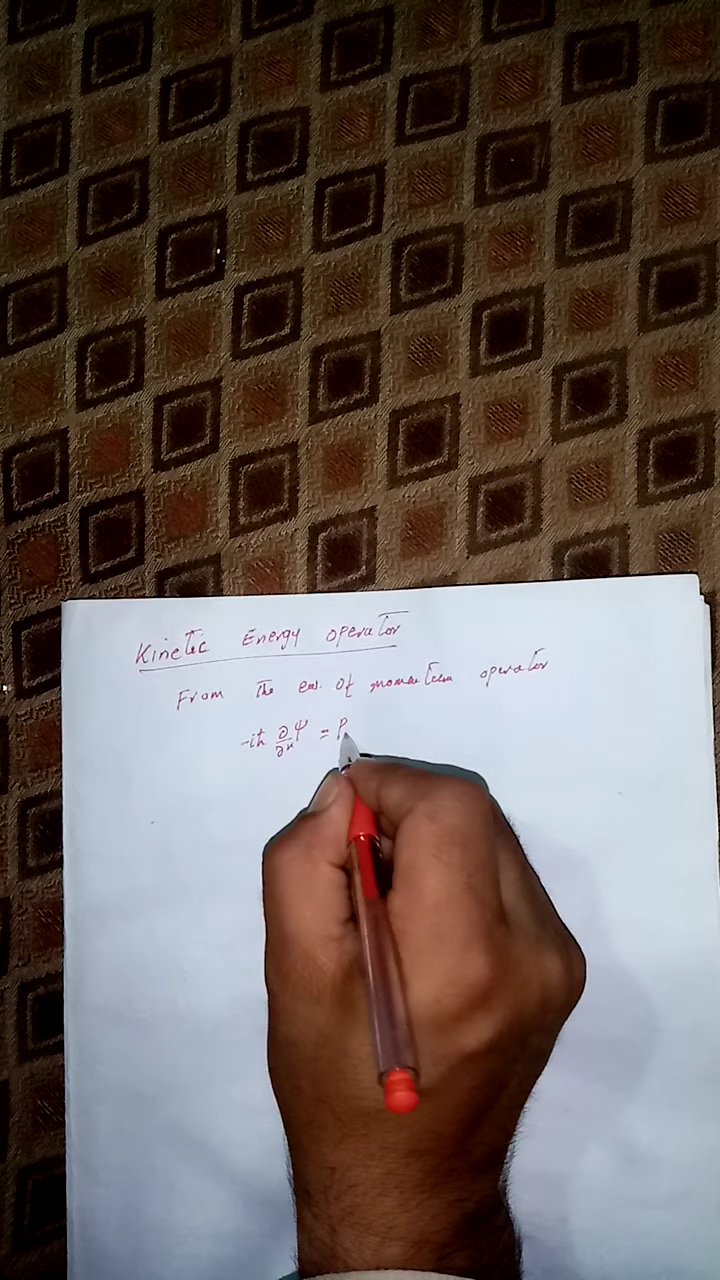 Kinetic Energy operator
From The eq. of momentum operator
-iħ ∂/∂x ψ = P